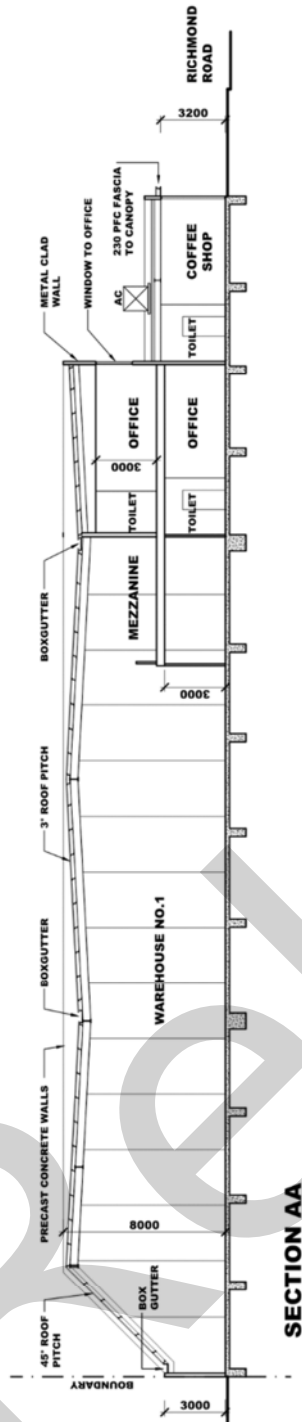 45° ROOF
PITCH
PRECAST CONCRETE WALLS
BOXGUTTER
3° ROOF PITCH
BOXGUTTER
METAL CLAD
WALL
WINDOW TO OFFICE
230 PFC FASCIA
TO CANOPY
AC
RICHMOND
ROAD
BOUNDARY
BOX
GUTTER
3000
8000
WAREHOUSE NO.1
MEZZANINE
3000
TOILET
3000
OFFICE
TOILET
OFFICE
TOILET
COFFEE
SHOP
3200
SECTION AA